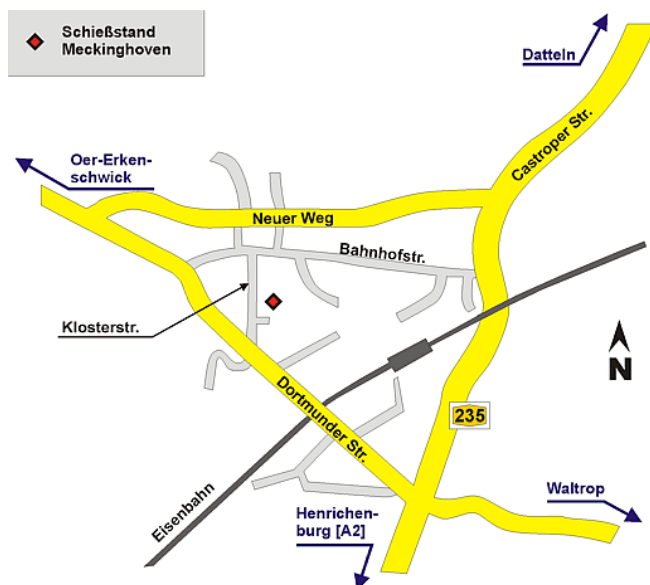 Schießstand
Meckinghoven
Datteln
Castroper Str.
Oer-Erken-
schwick
Neuer Weg
Bahnhofstr.
Klosterstr.
N
Dortmunder Str.
235
Eisenbahn
Henrichen-
burg [A2]
Waltrop